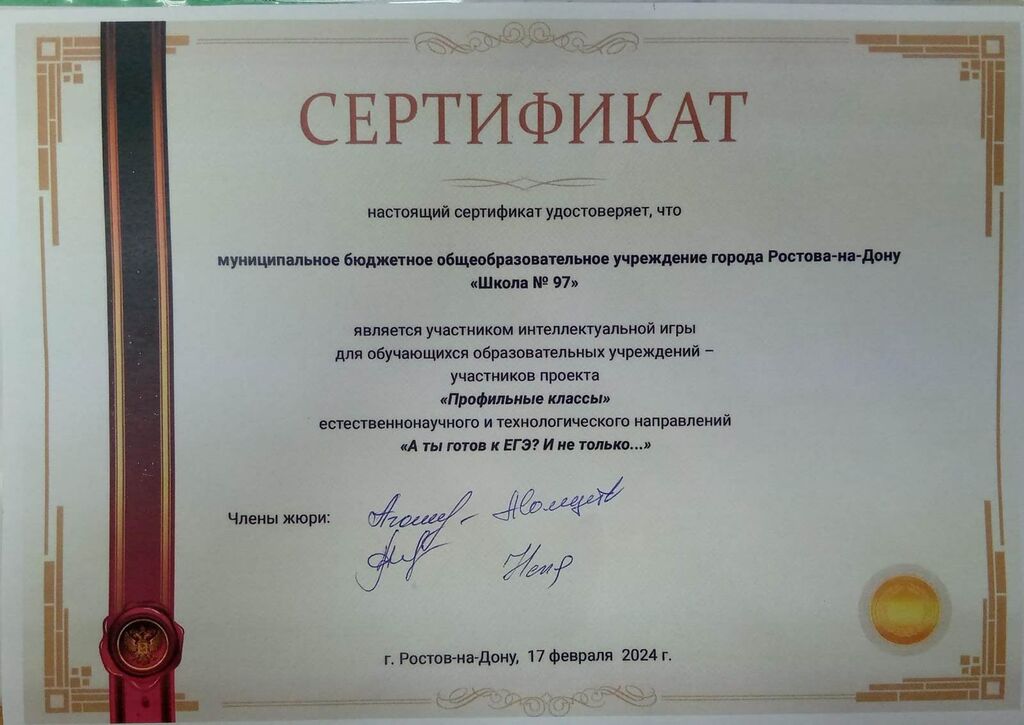 СЕРТИФИКАТ
настоящий сертификат удостоверяет, что
муниципальное бюджетное общеобразовательное учреждение города Ростова-на-Дону
«Школа № 97»
является участником интеллектуальной игры
для обучающихся образовательных учреждений –
участников проекта
«Профильные классы»
естественнонаучного и технологического направлений
«А ты готов к ЕГЭ? И не только...»
Члены жюри:
г. Ростов-на-Дону, 17 февраля 2024 г.